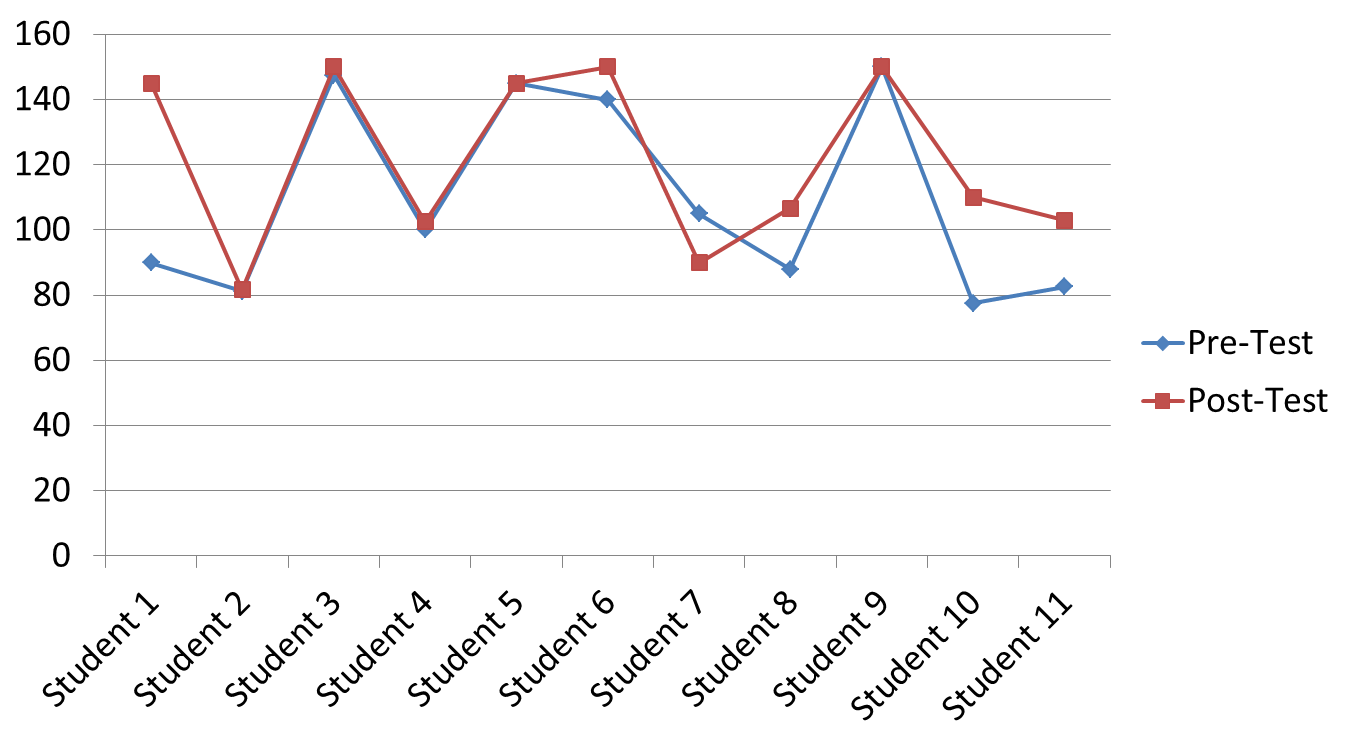 160
140
120
100
80
60
40
20
0
Student 1
Student 2
Student 3
Student 4
Student 5
Student 6
Student 7
Student 8
Student 9
Student 10
Student 11
Pre-Test
Post-Test